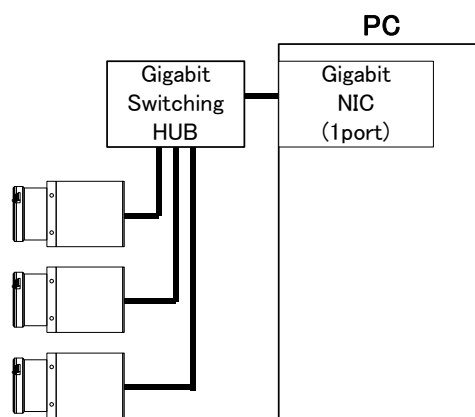 PC
Gigabit
Switching
HUB
Gigabit
NIC
(1port)